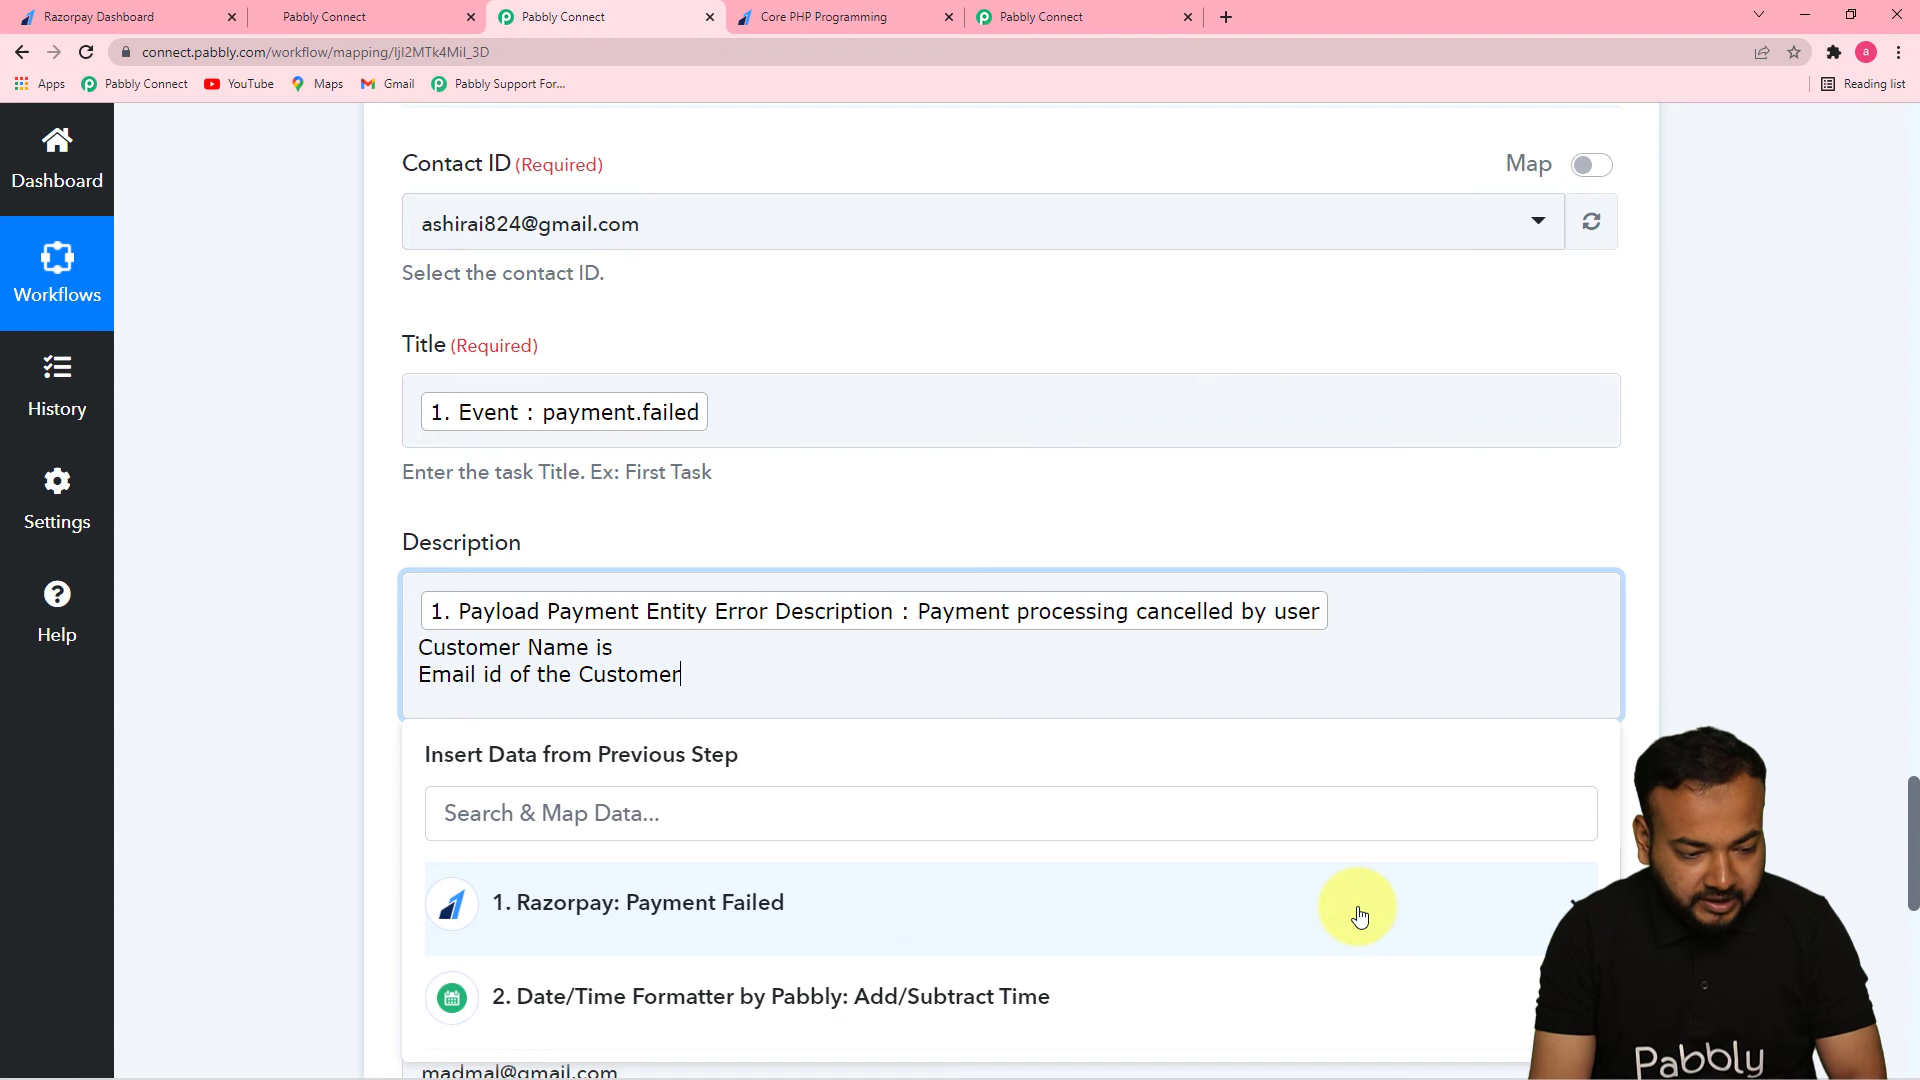 Razorpay Dashboard
Pabbly Connect
Pabbly Connect
Core PHP Programming
Pabbly Connect
connect.pabbly.com/workflow/mapping/IjI2MTk4MiI_3D
a
Apps
Pabbly Connect
YouTube
Maps
Gmail
Pabbly Support For...
Reading list
Dashboard
Workflows
History
Settings
Help
Contact ID (Required)
Map
ashirai824@gmail.com
Select the contact ID.
Title (Required)
1. Event : payment.failed
Enter the task Title. Ex: First Task
Description
1. Payload Payment Entity Error Description : Payment processing cancelled by user
Customer Name is
Email id of the Customer
Insert Data from Previous Step
Search & Map Data...
1. Razorpay: Payment Failed
2. Date/Time Formatter by Pabbly: Add/Subtract Time
madmal@gmail.com
Pabbly